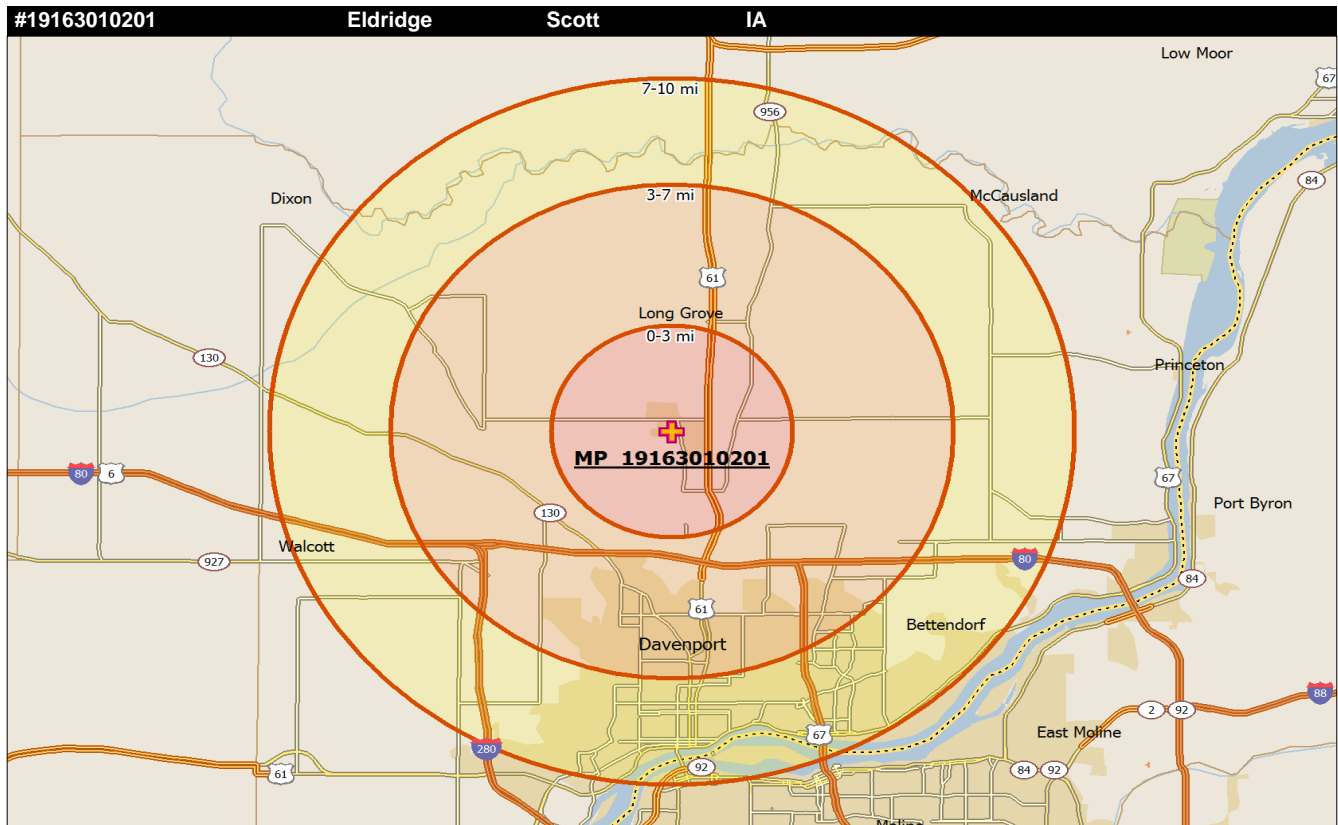 #19163010201 Eldridge Scott IA
Low Moor
67
7-10 mi
956
84
3-7 mi
Dixon
McCausland
61
Long Grove
0-3 mi
130
Princeton
MP 19163010201
80 6
67
Port Byron
130
Walcott
80
927
84
61
Bettendorf
Davenport
88
2 92
67
East Moline
280
92
61
84 92
Moline